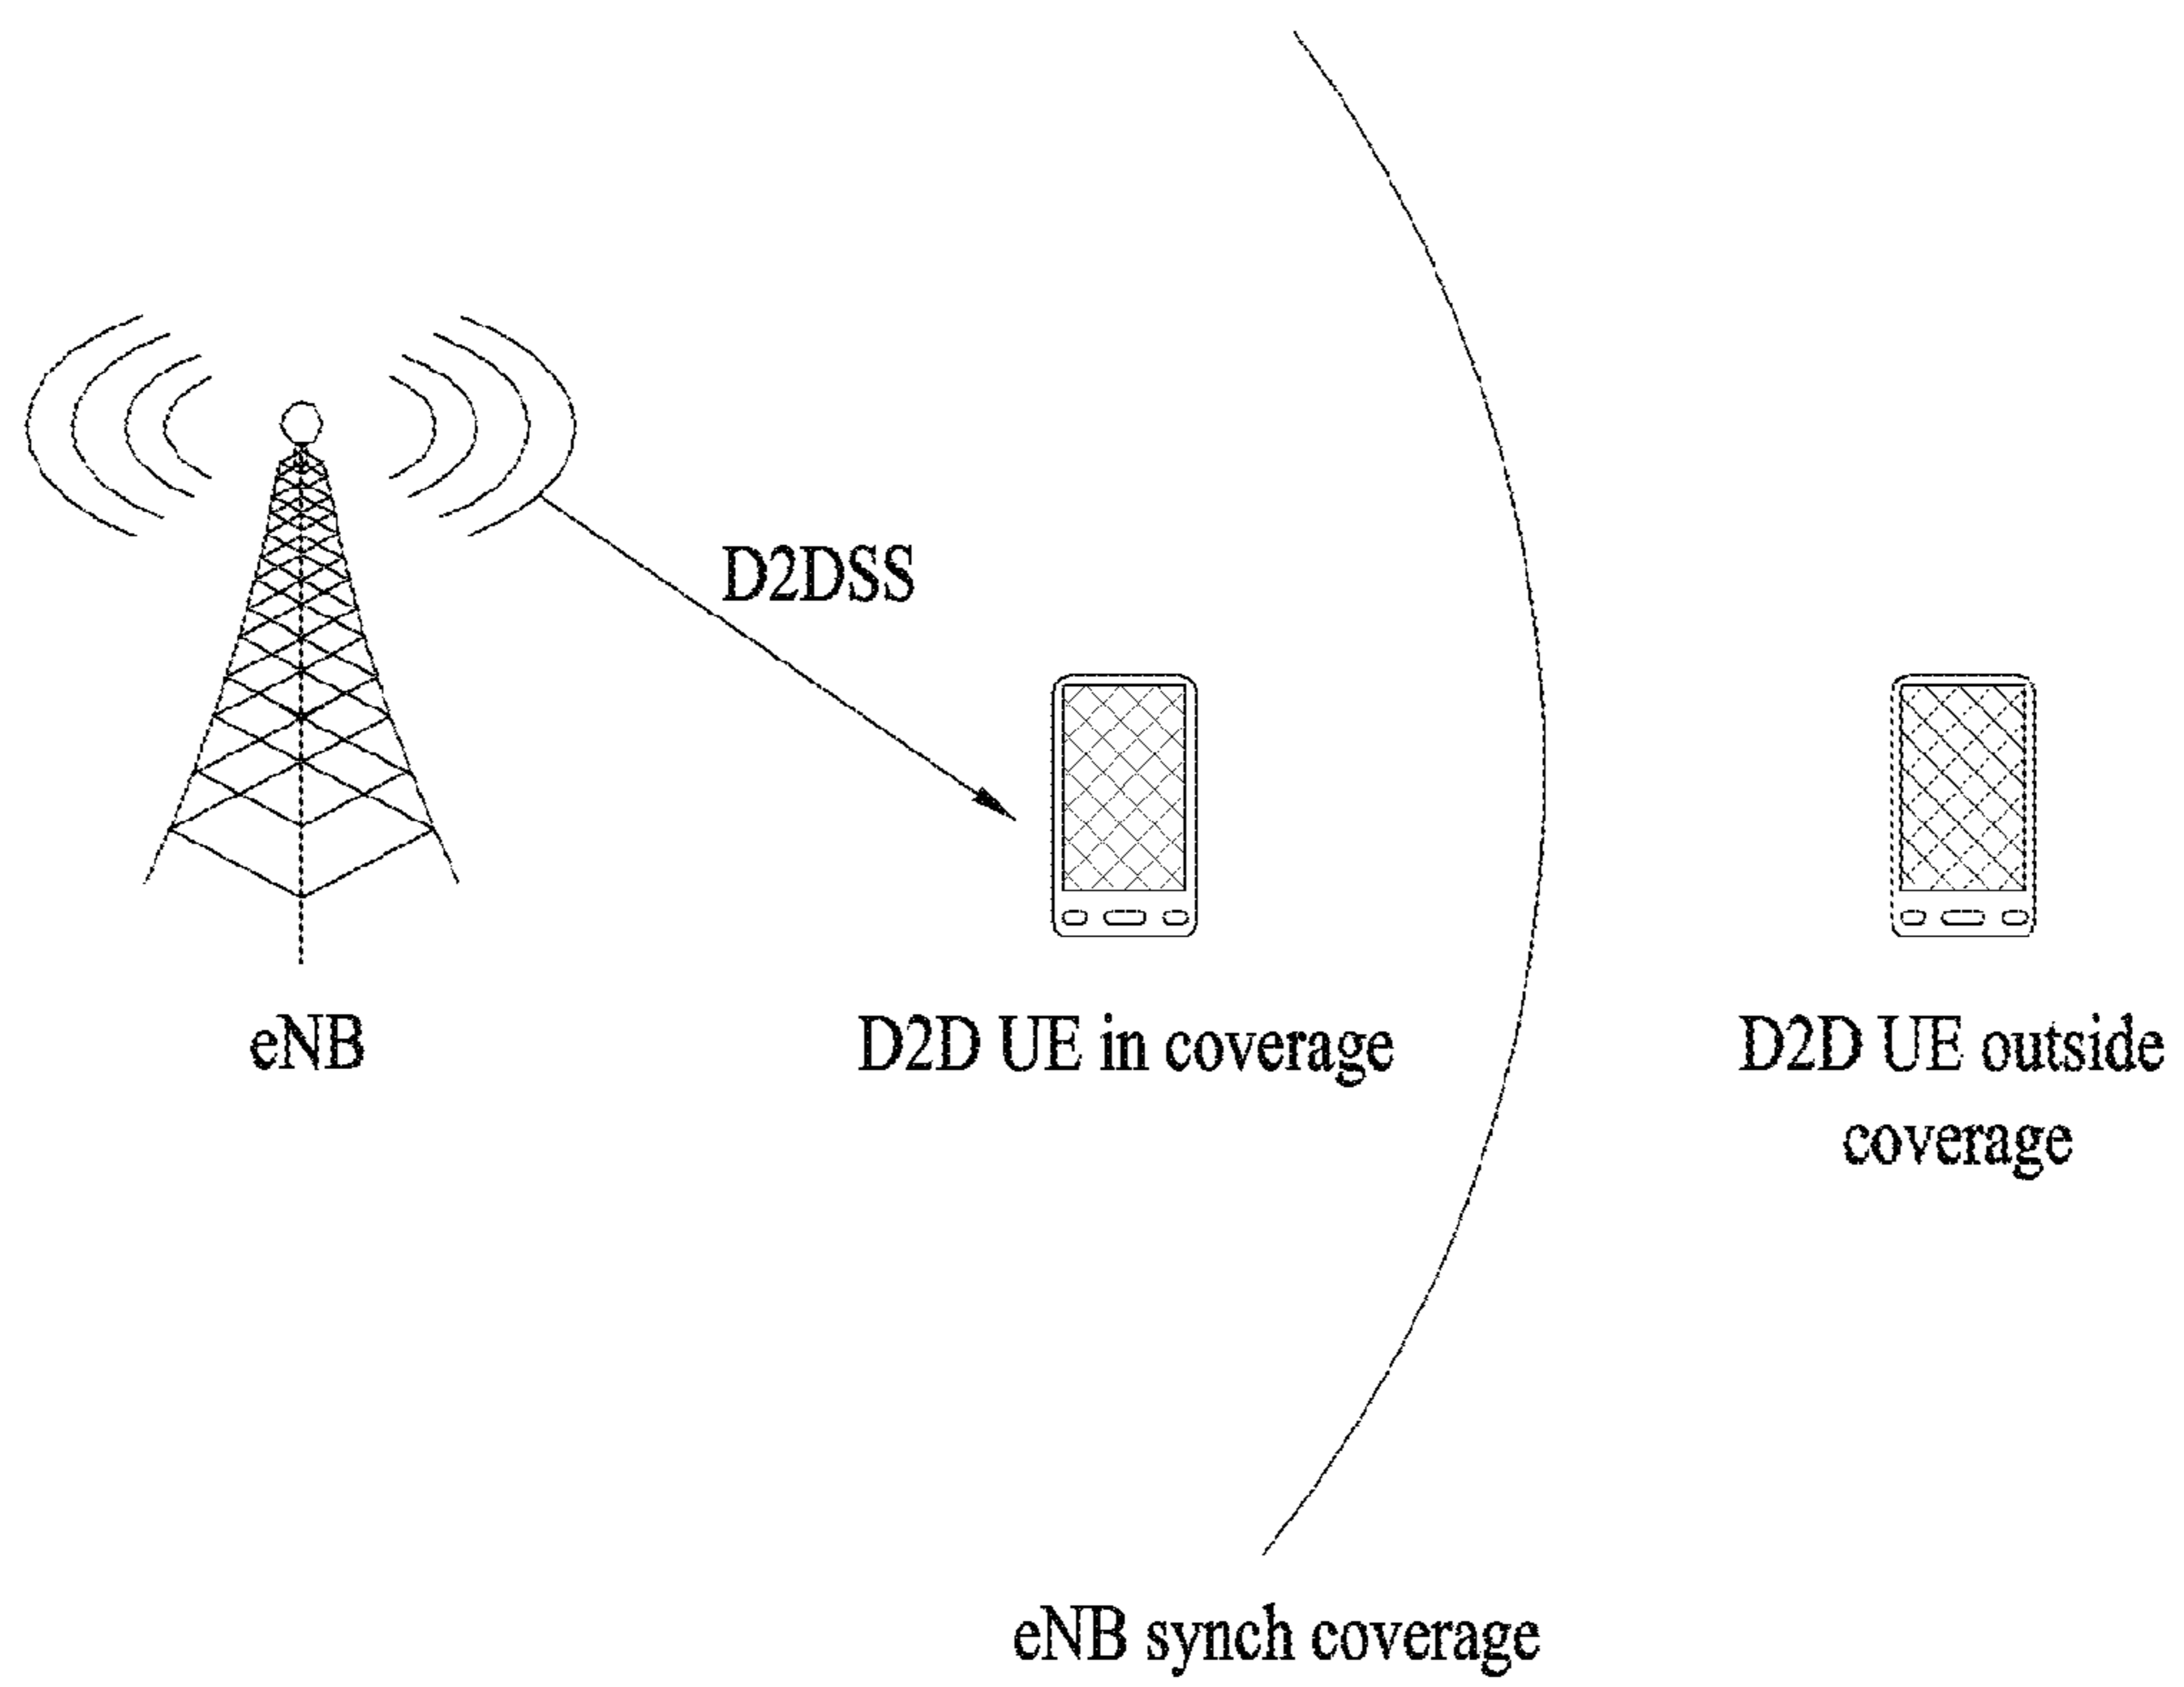 D2DSS
eNB
D2D UE in coverage
D2D UE outside
coverage
eNB synch coverage